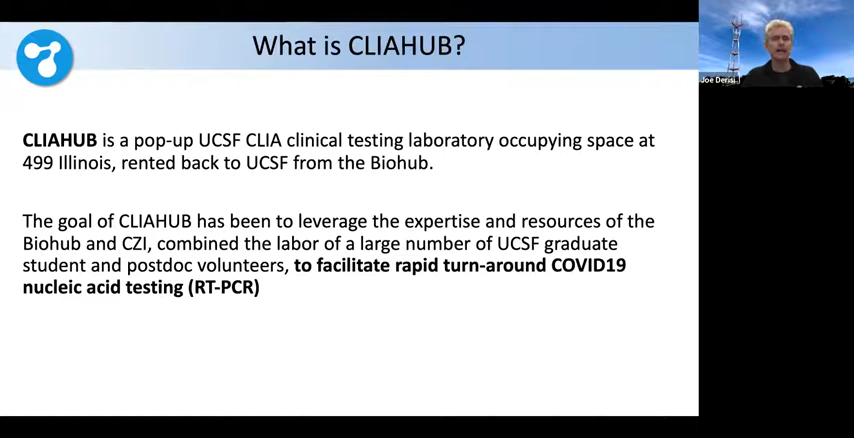 What is CLIAHUB?
Joe Derisi
CLIAHUB is a pop-up UCSF CLIA clinical testing laboratory occupying space at
499 Illinois, rented back to UCSF from the Biohub.
The goal of CLIAHUB has been to leverage the expertise and resources of the
Biohub and CZI, combined the labor of a large number of UCSF graduate
student and postdoc volunteers, to facilitate rapid turn-around COVID19
nucleic acid testing (RT-PCR)